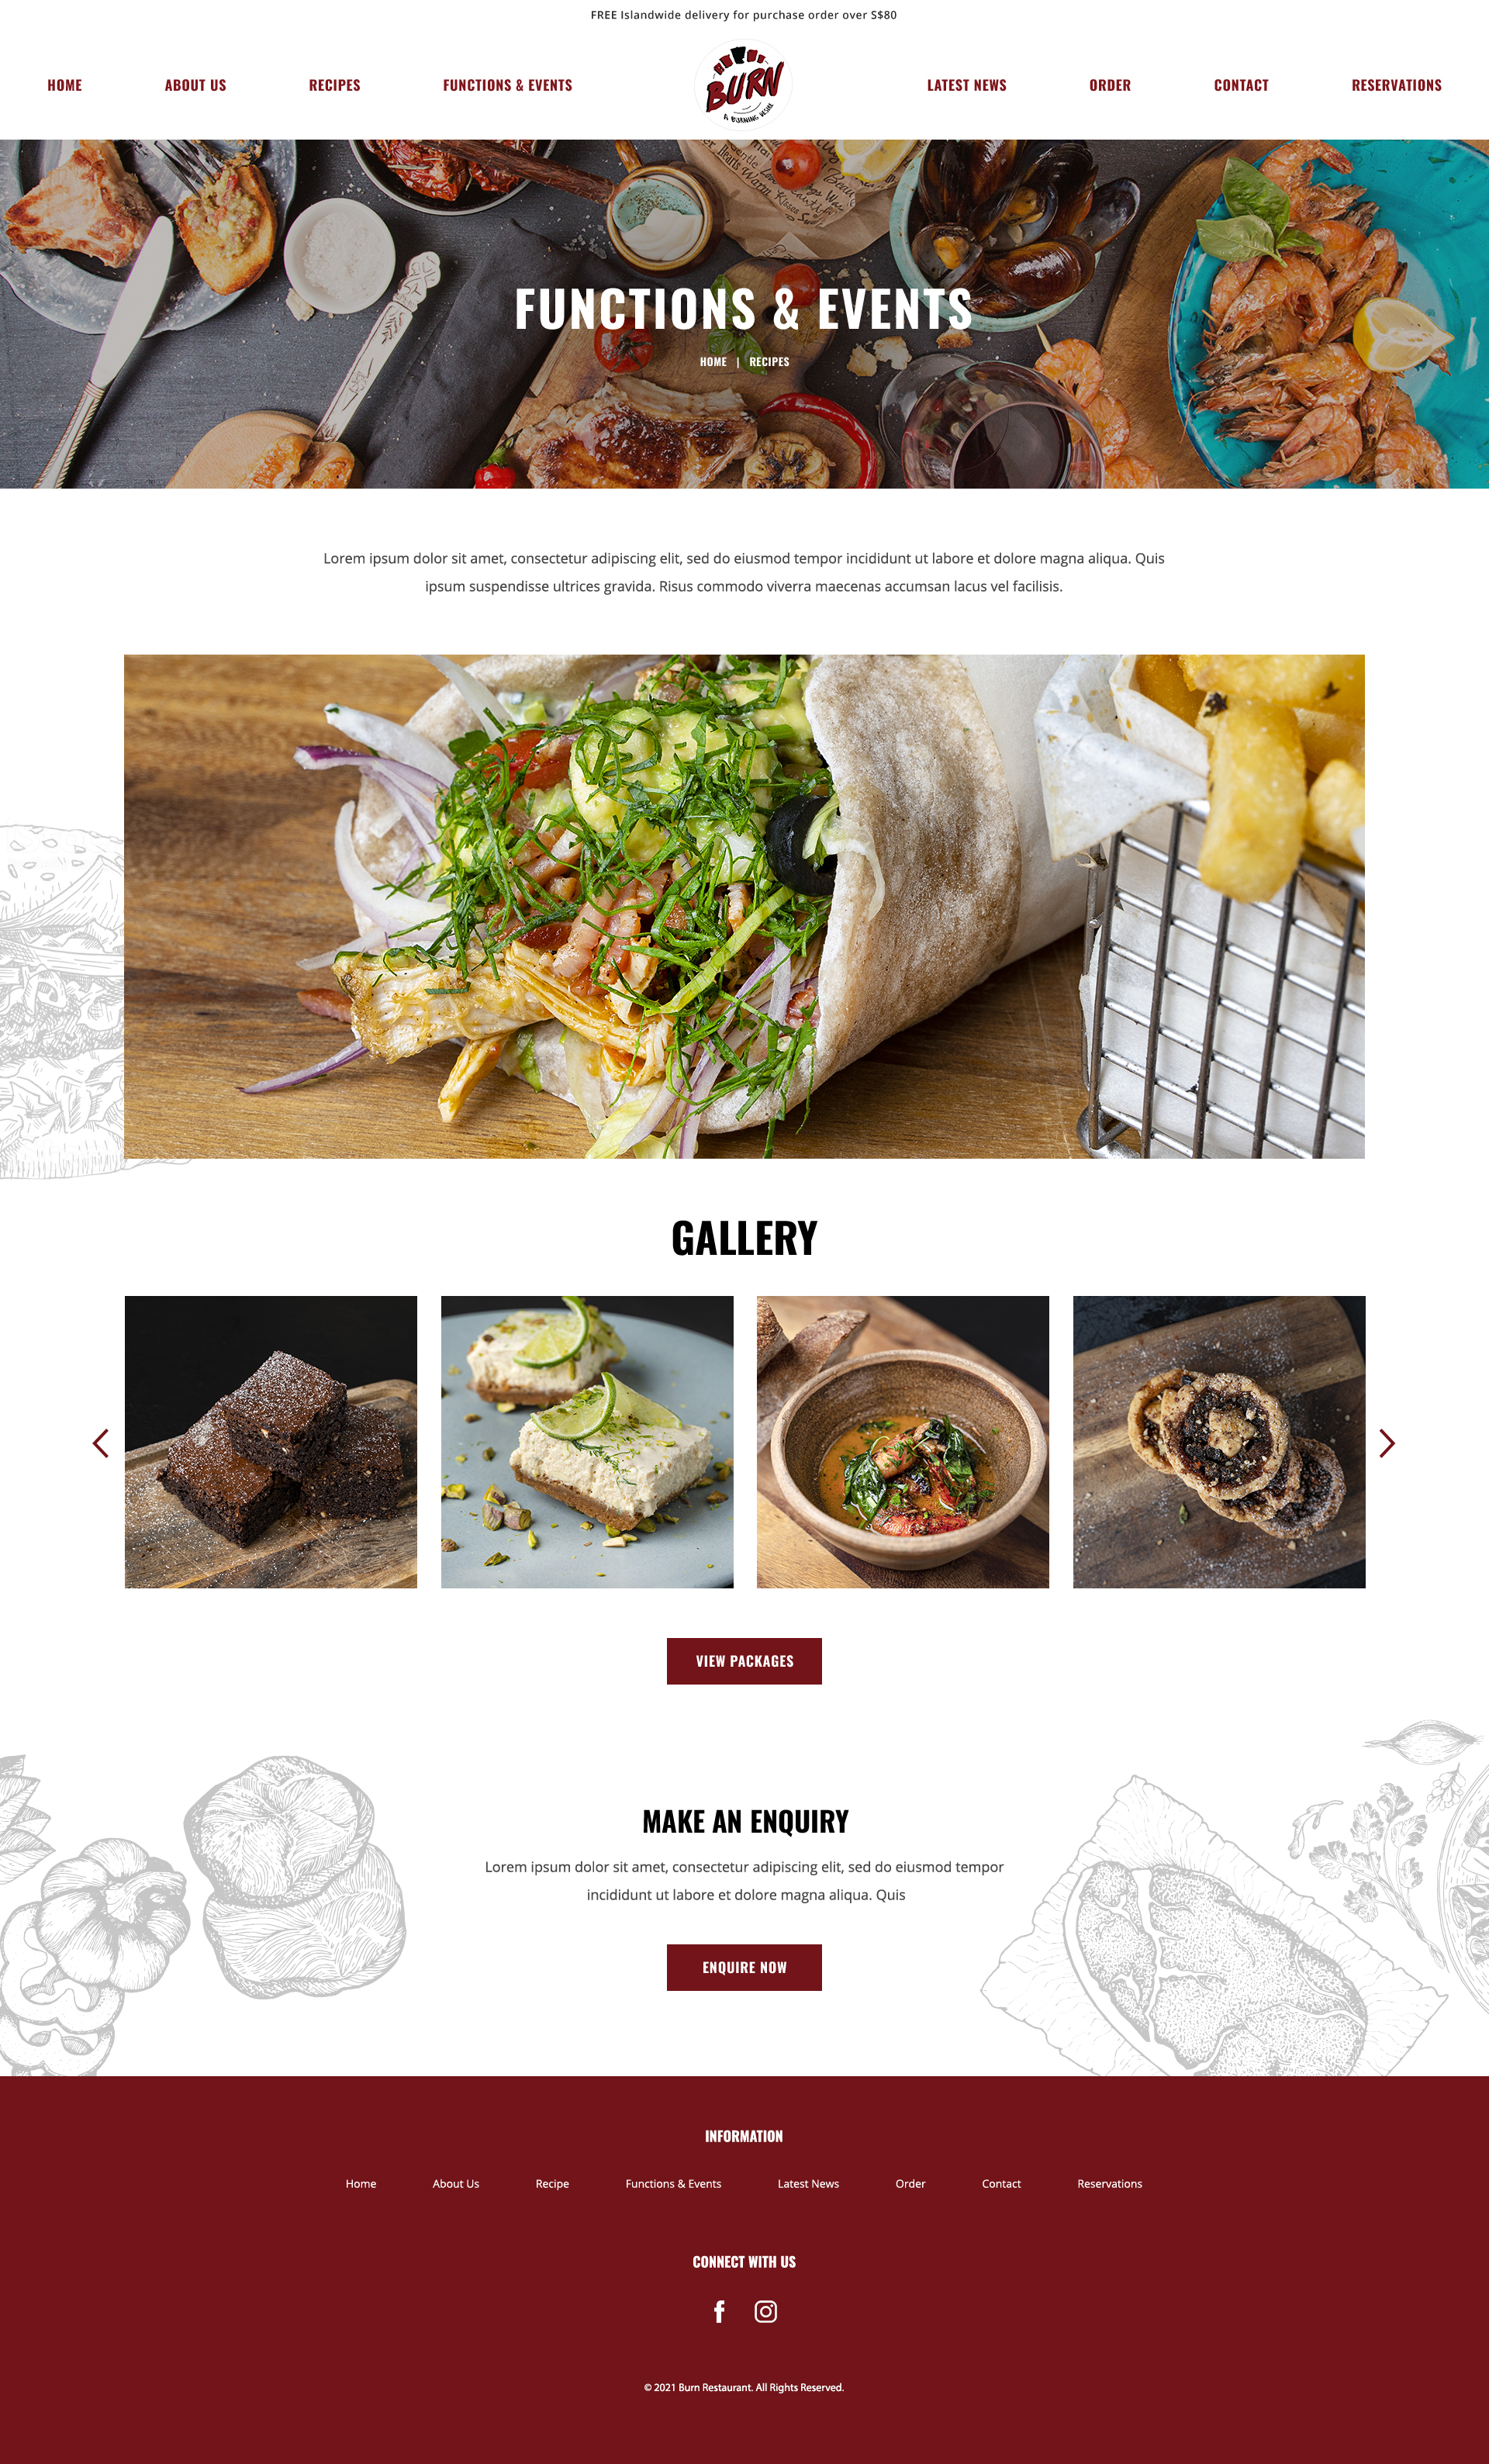 FREE Islandwide delivery for purchase order over S$80
HOME ABOUT US RECIPES FUNCTIONS & EVENTS
BURN
A BURNING DESIRE
LATEST NEWS ORDER CONTACT RESERVATIONS
FUNCTIONS & EVENTS
HOME | RECIPES
Lorem ipsum dolor sit amet, consectetur adipiscing elit, sed do eiusmod tempor incididunt ut labore et dolore magna aliqua. Quis
ipsum suspendisse ultrices gravida. Risus commodo viverra maecenas accumsan lacus vel facilisis.
GALLERY
VIEW PACKAGES
MAKE AN ENQUIRY
Lorem ipsum dolor sit amet, consectetur adipiscing elit, sed do eiusmod tempor
incididunt ut labore et dolore magna aliqua. Quis
ENQUIRE NOW
INFORMATION
Home About Us Recipe Functions & Events Latest News Order Contact Reservations
CONNECT WITH US
© 2021 Burn Restaurant. All Rights Reserved.